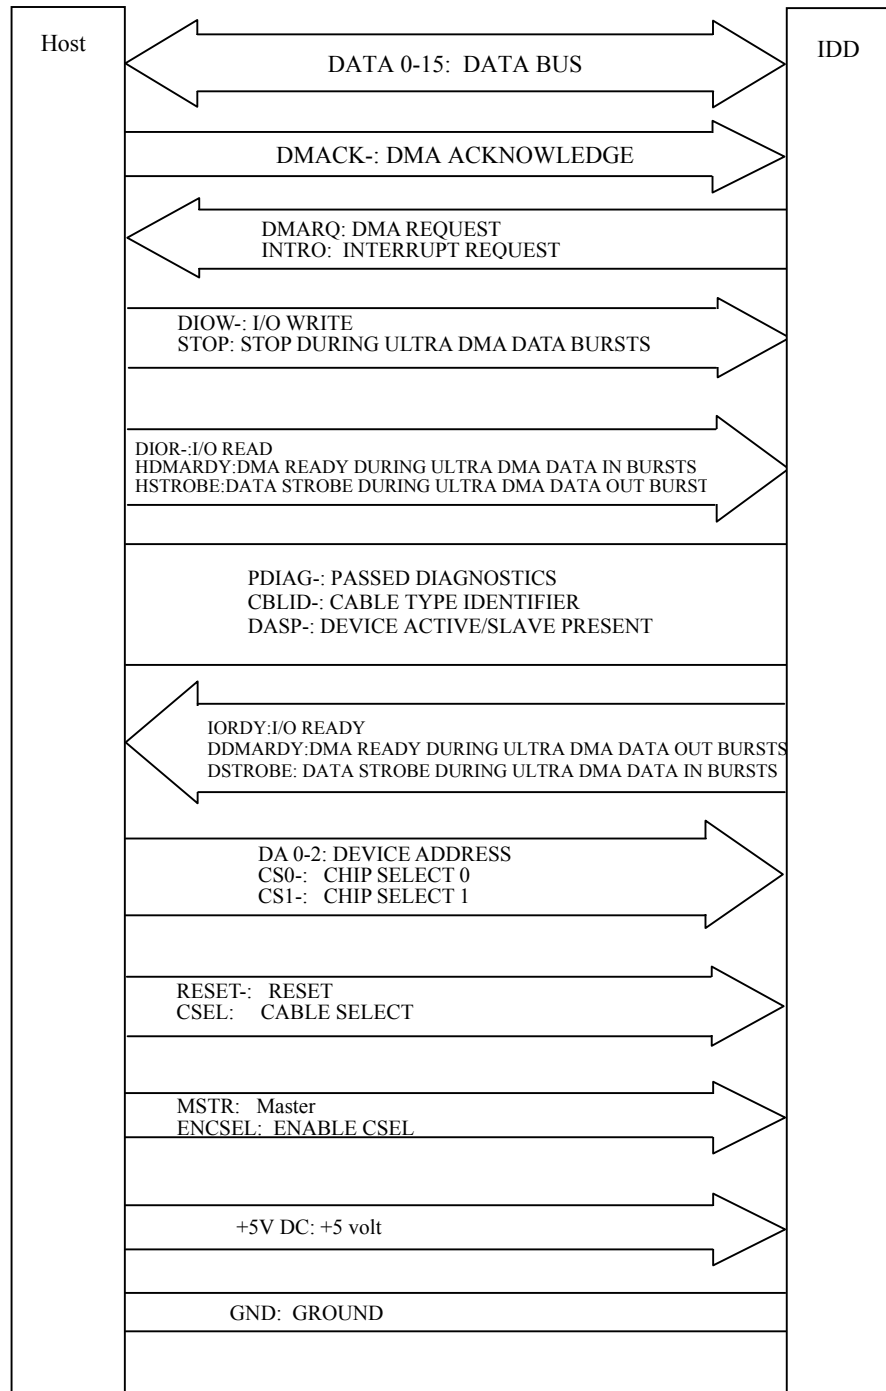 Host
IDD
DATA 0-15: DATA BUS
DMACK-: DMA ACKNOWLEDGE
DMARQ: DMA REQUEST
INTRO: INTERRUPT REQUEST
DIOW-: I/O WRITE
STOP: STOP DURING ULTRA DMA DATA BURSTS
DIOR-:I/O READ
HDMARDY:DMA READY DURING ULTRA DMA DATA IN BURSTS
HSTROBE:DATA STROBE DURING ULTRA DMA DATA OUT BURST
PDIAG-: PASSED DIAGNOSTICS
CBLID-: CABLE TYPE IDENTIFIER
DASP-: DEVICE ACTIVE/SLAVE PRESENT
IORDY:I/O READY
DDMARDY:DMA READY DURING ULTRA DMA DATA OUT BURSTS
DSTROBE: DATA STROBE DURING ULTRA DMA DATA IN BURSTS
DA 0-2: DEVICE ADDRESS
CS0-: CHIP SELECT 0
CS1-: CHIP SELECT 1
RESET-: RESET
CSEL: CABLE SELECT
MSTR: Master
ENCSEL: ENABLE CSEL
+5V DC: +5 volt
GND: GROUND